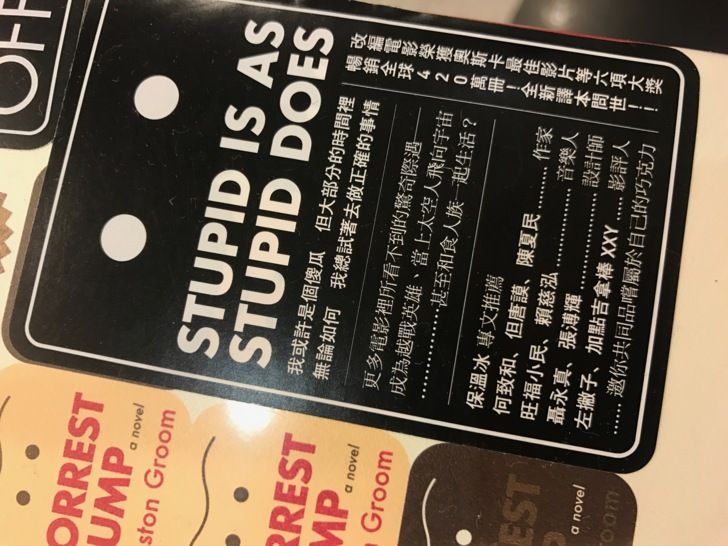 OFF
STUPID IS AS
STUPID DOES
我或許是個傻瓜 但大部分的時間裡
無論如何 我總試著去做正確的事情
更多電影裡所看不到的驚奇際遇
成為越戰英雄、當上太空人飛向宇宙
………甚至和食人族一起生活？
保溫冰 專文推薦
何致和、但唐謨、陳夏民 ……… 作家
旺福小民、賴慈泓 ……… 音樂人
聶永真、張溥輝 ……… 設計師
左撇子、加點吉拿棒 XXY …… 影評人
…… 邀你共同品嚐屬於自己的巧克力
改編電影榮獲奧斯卡最佳影片等六項大獎
暢銷全球420萬冊！全新譯本問世！！
ORREST
UMP a novel
ston Groom
RREST
MP a novel
Groom
EST
a novel
oom